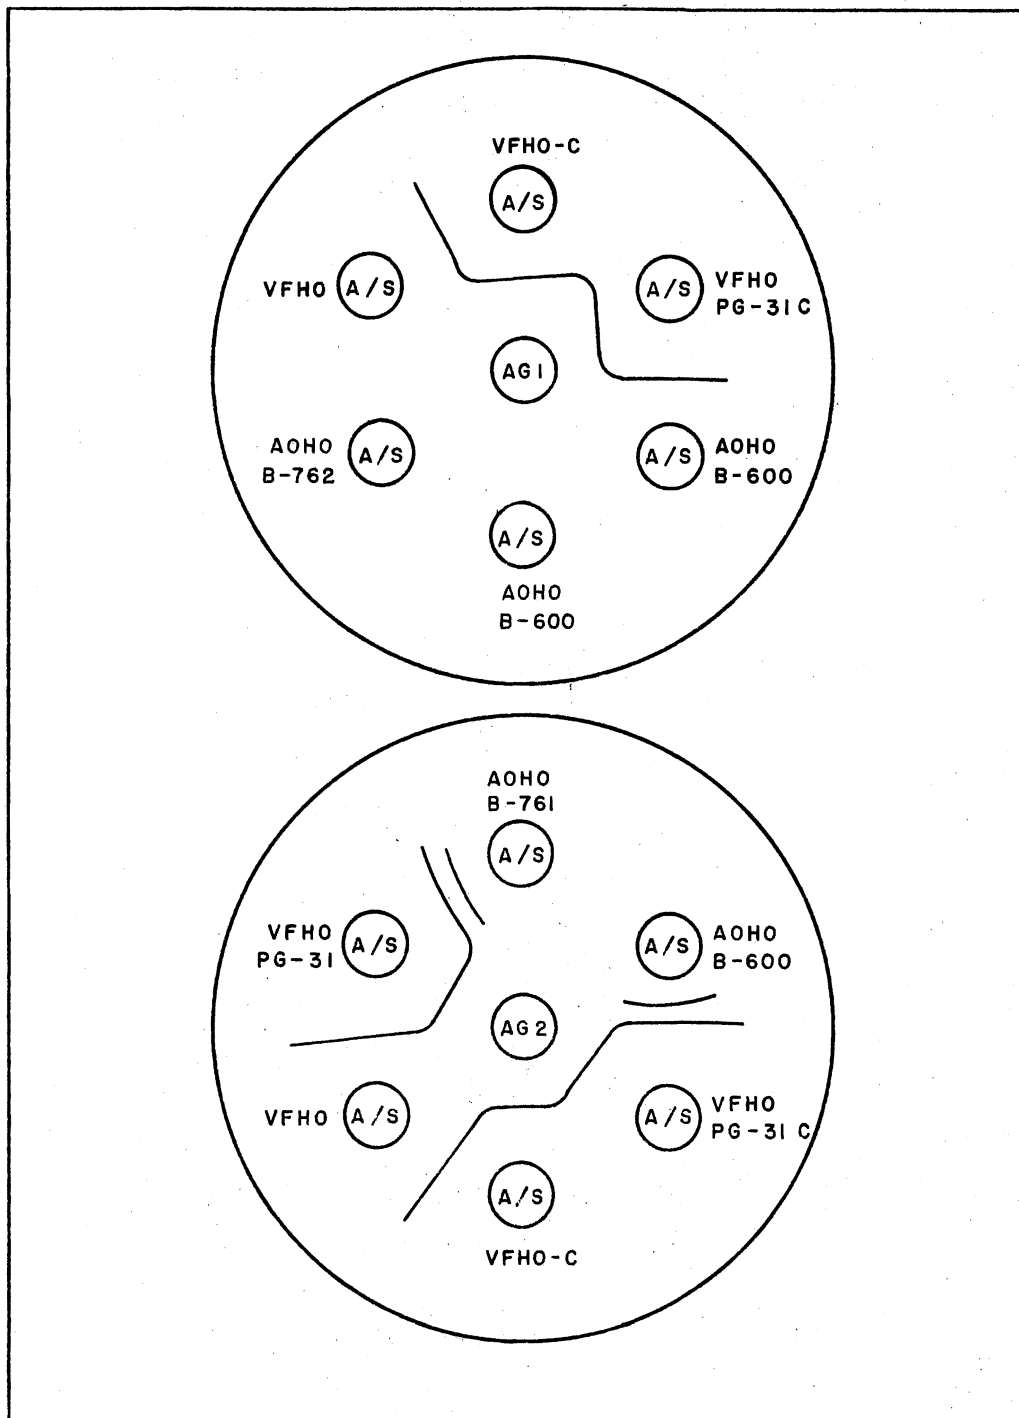 VFHO-C
A/S
VFHO A/S
A/S VFHO
PG-31C
AG1
AOHO
B-762
A/S
A/S AOHO
B-600
A/S
AOHO
B-600
AOHO
B-761
A/S
VFHO
PG-31
A/S
A/S AOHO
B-600
AG2
VFHO A/S
A/S VFHO
PG-31C
A/S
VFHO-C